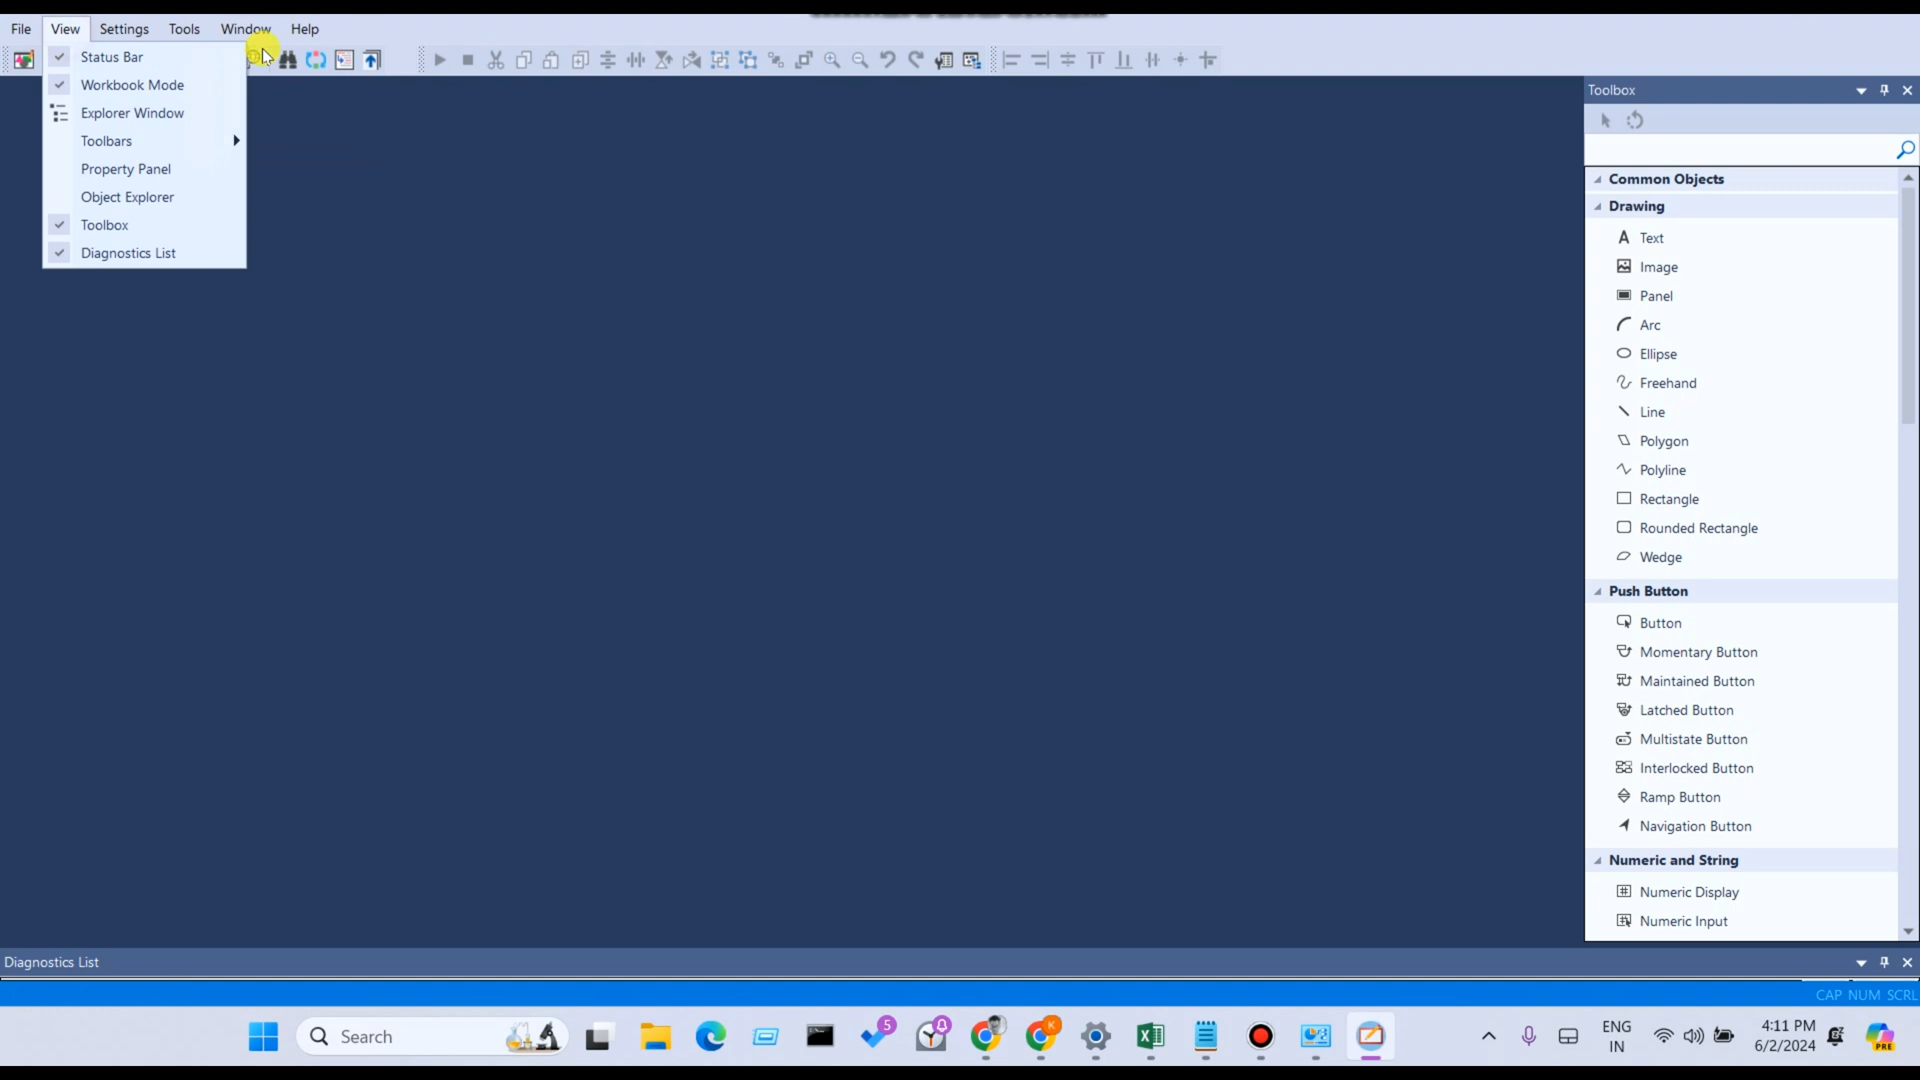 File View Settings Tools Window Help
Status Bar
Workbook Mode
Explorer Window
Toolbars
Property Panel
Object Explorer
Toolbox
Diagnostics List
Toolbox
Common Objects
Drawing
Text
Image
Panel
Arc
Ellipse
Freehand
Line
Polygon
Polyline
Rectangle
Rounded Rectangle
Wedge
Push Button
Button
Momentary Button
Maintained Button
Latched Button
Multistate Button
Interlocked Button
Ramp Button
Navigation Button
Numeric and String
Numeric Display
Numeric Input
Diagnostics List
CAP NUM SCRL
Search
5
K
ENG
IN
4:11 PM
6/2/2024
PRE